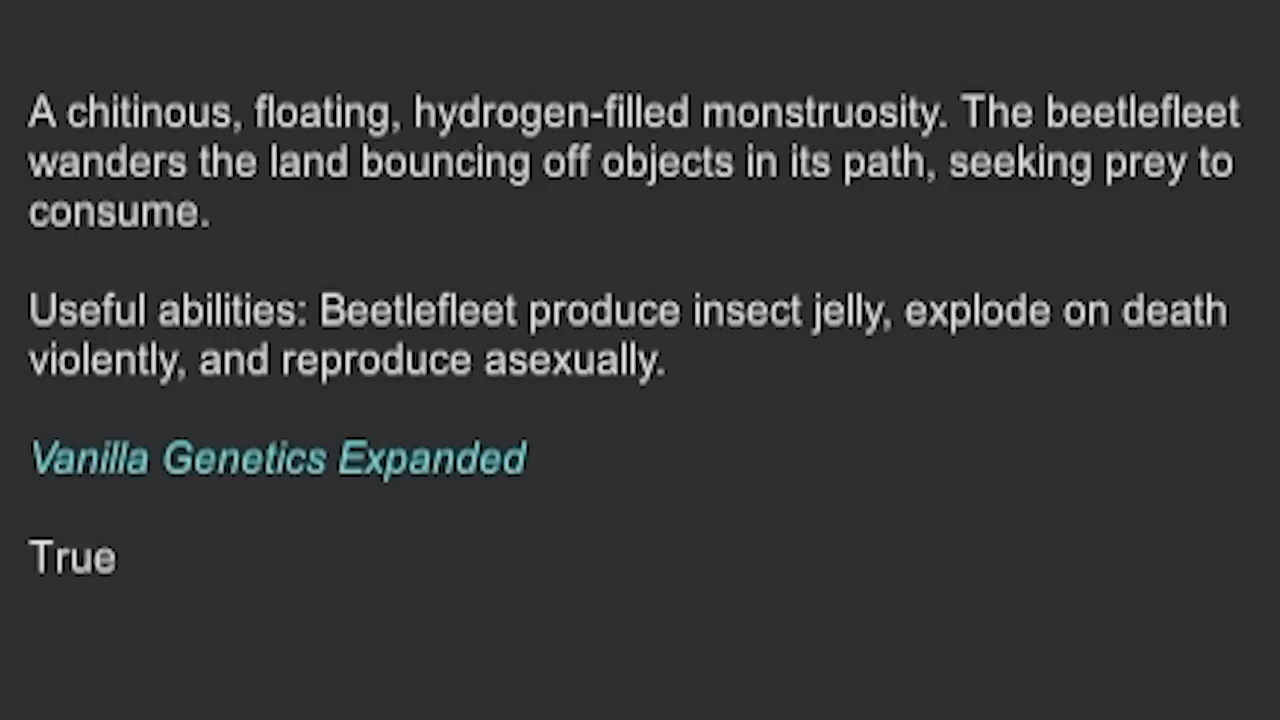 A chitinous, floating, hydrogen-filled monstruosity. The beetlefleet
wanders the land bouncing off objects in its path, seeking prey to
consume.
Useful abilities: Beetlefleet produce insect jelly, explode on death
violently, and reproduce asexually.
Vanilla Genetics Expanded
True